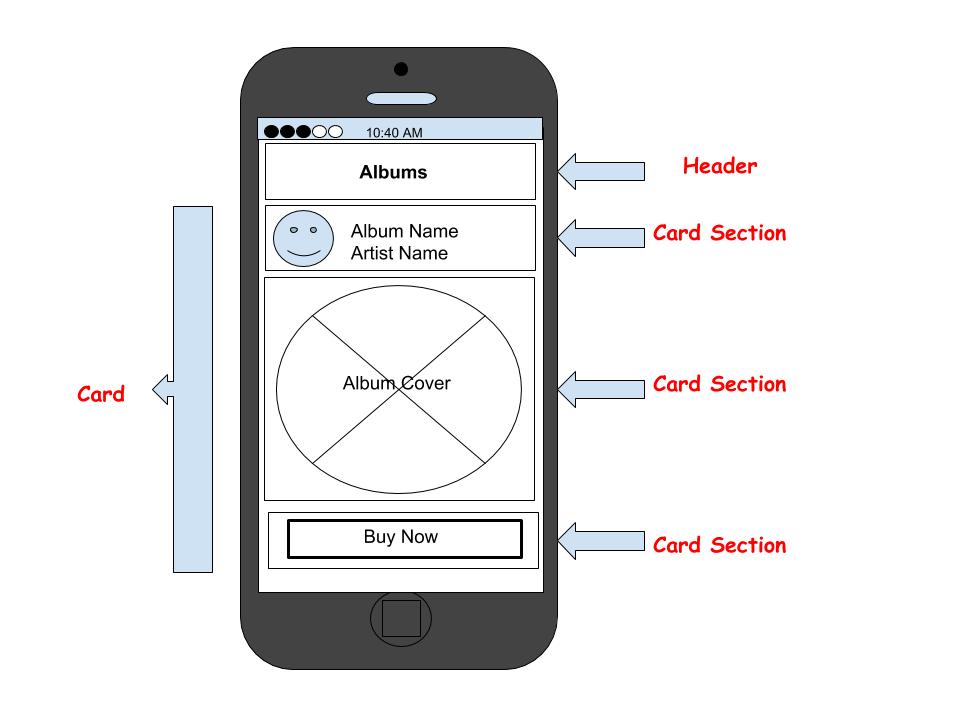 10:40 AM
Albums
Header
Album Name
Artist Name
Card Section
Album Cover
Card Section
Card
Buy Now
Card Section